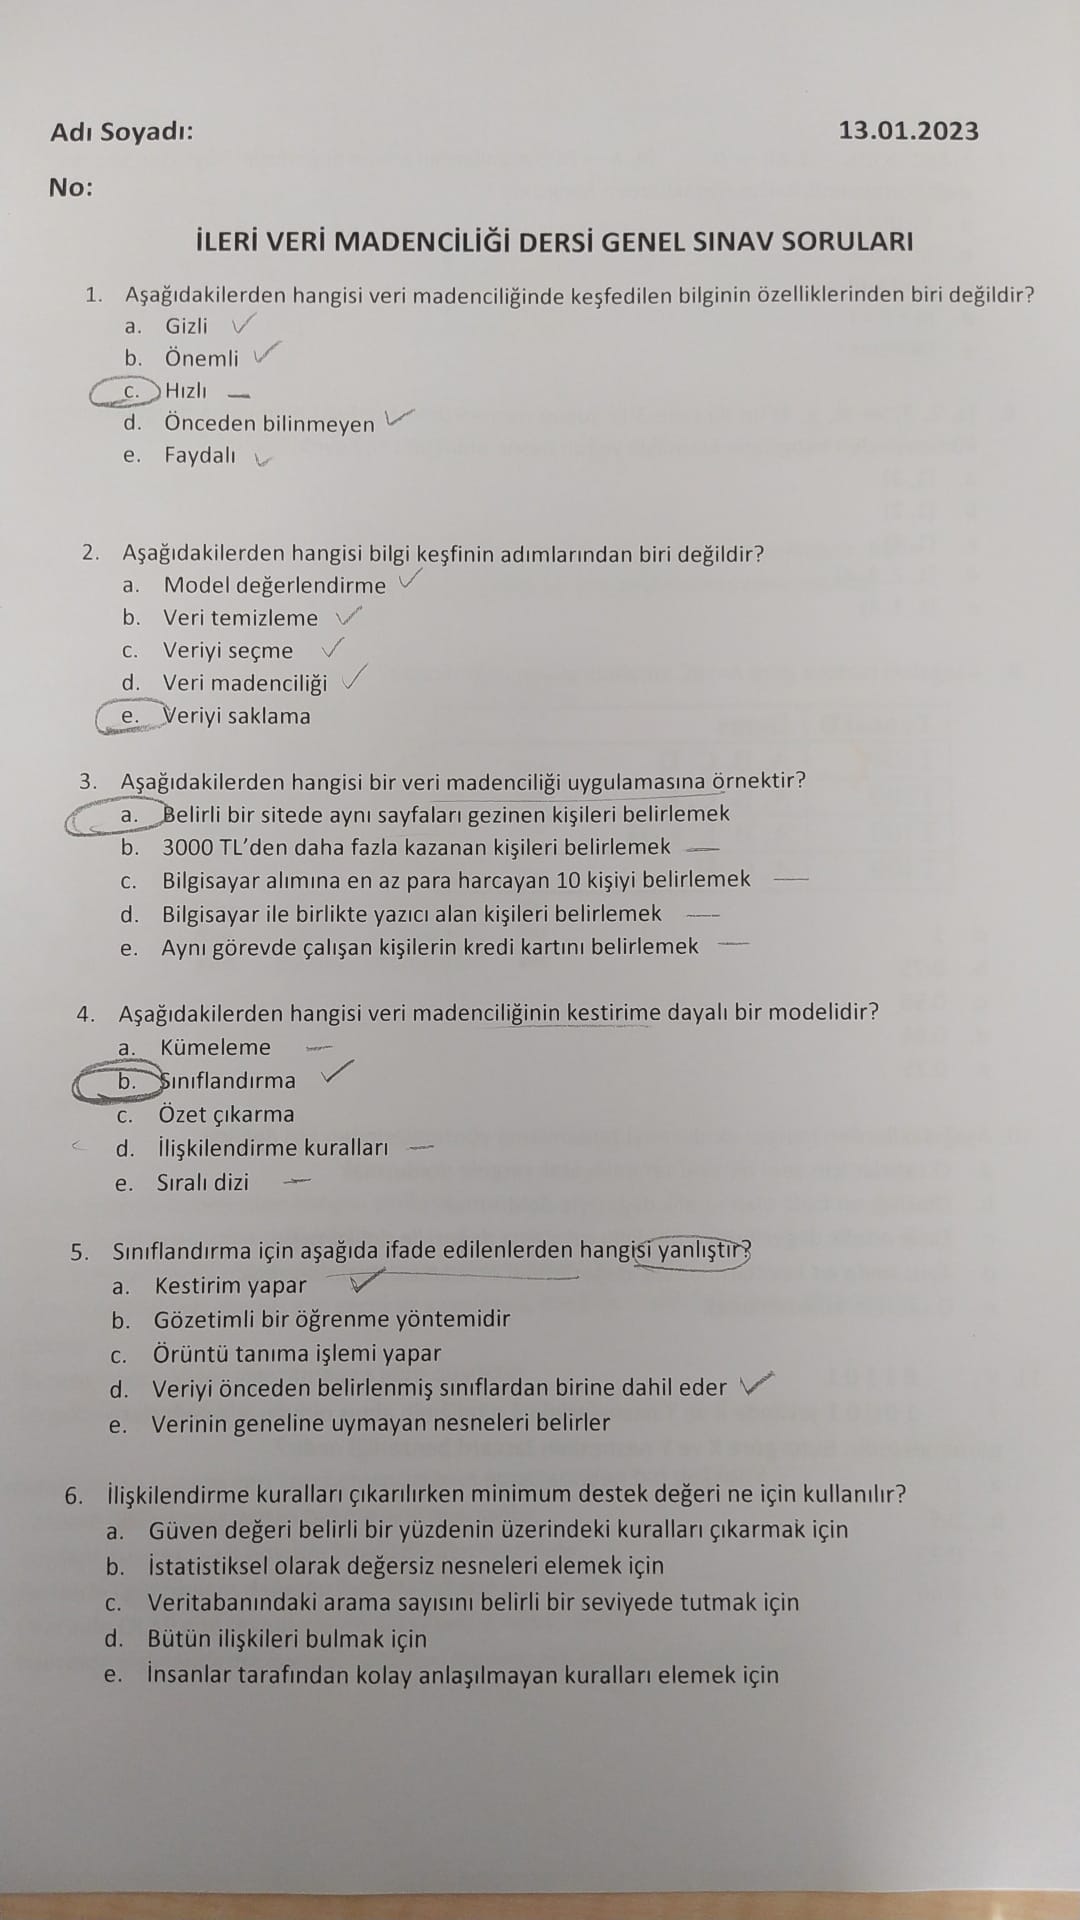 Adı Soyadı: 13.01.2023
No:
İLERİ VERİ MADENCİLİĞİ DERSİ GENEL SINAV SORULARI
1. Aşağıdakilerden hangisi veri madenciliğinde keşfedilen bilginin özelliklerinden biri değildir?
a. Gizli
b. Önemli
c. Hızlı
d. Önceden bilinmeyen
e. Faydalı
2. Aşağıdakilerden hangisi bilgi keşfinin adımlarından biri değildir?
a. Model değerlendirme
b. Veri temizleme
c. Veriyi seçme
d. Veri madenciliği
e. Veriyi saklama
3. Aşağıdakilerden hangisi bir veri madenciliği uygulamasına örnektir?
a. Belirli bir sitede aynı sayfaları gezinen kişileri belirlemek
b. 3000 TL’den daha fazla kazanan kişileri belirlemek
c. Bilgisayar alımına en az para harcayan 10 kişiyi belirlemek
d. Bilgisayar ile birlikte yazıcı alan kişileri belirlemek
e. Aynı görevde çalışan kişilerin kredi kartını belirlemek
4. Aşağıdakilerden hangisi veri madenciliğinin kestirime dayalı bir modelidir?
a. Kümeleme
b. Sınıflandırma
c. Özet çıkarma
d. İlişkilendirme kuralları
e. Sıralı dizi
5. Sınıflandırma için aşağıda ifade edilenlerden hangisi yanlıştır?
a. Kestirim yapar
b. Gözetimli bir öğrenme yöntemidir
c. Örüntü tanıma işlemi yapar
d. Veriyi önceden belirlenmiş sınıflardan birine dahil eder
e. Verinin geneline uymayan nesneleri belirler
6. İlişkilendirme kuralları çıkarılırken minimum destek değeri ne için kullanılır?
a. Güven değeri belirli bir yüzdenin üzerindeki kuralları çıkarmak için
b. İstatistiksel olarak değersiz nesneleri elemek için
c. Veritabanındaki arama sayısını belirli bir seviyede tutmak için
d. Bütün ilişkileri bulmak için
e. İnsanlar tarafından kolay anlaşılmayan kuralları elemek için